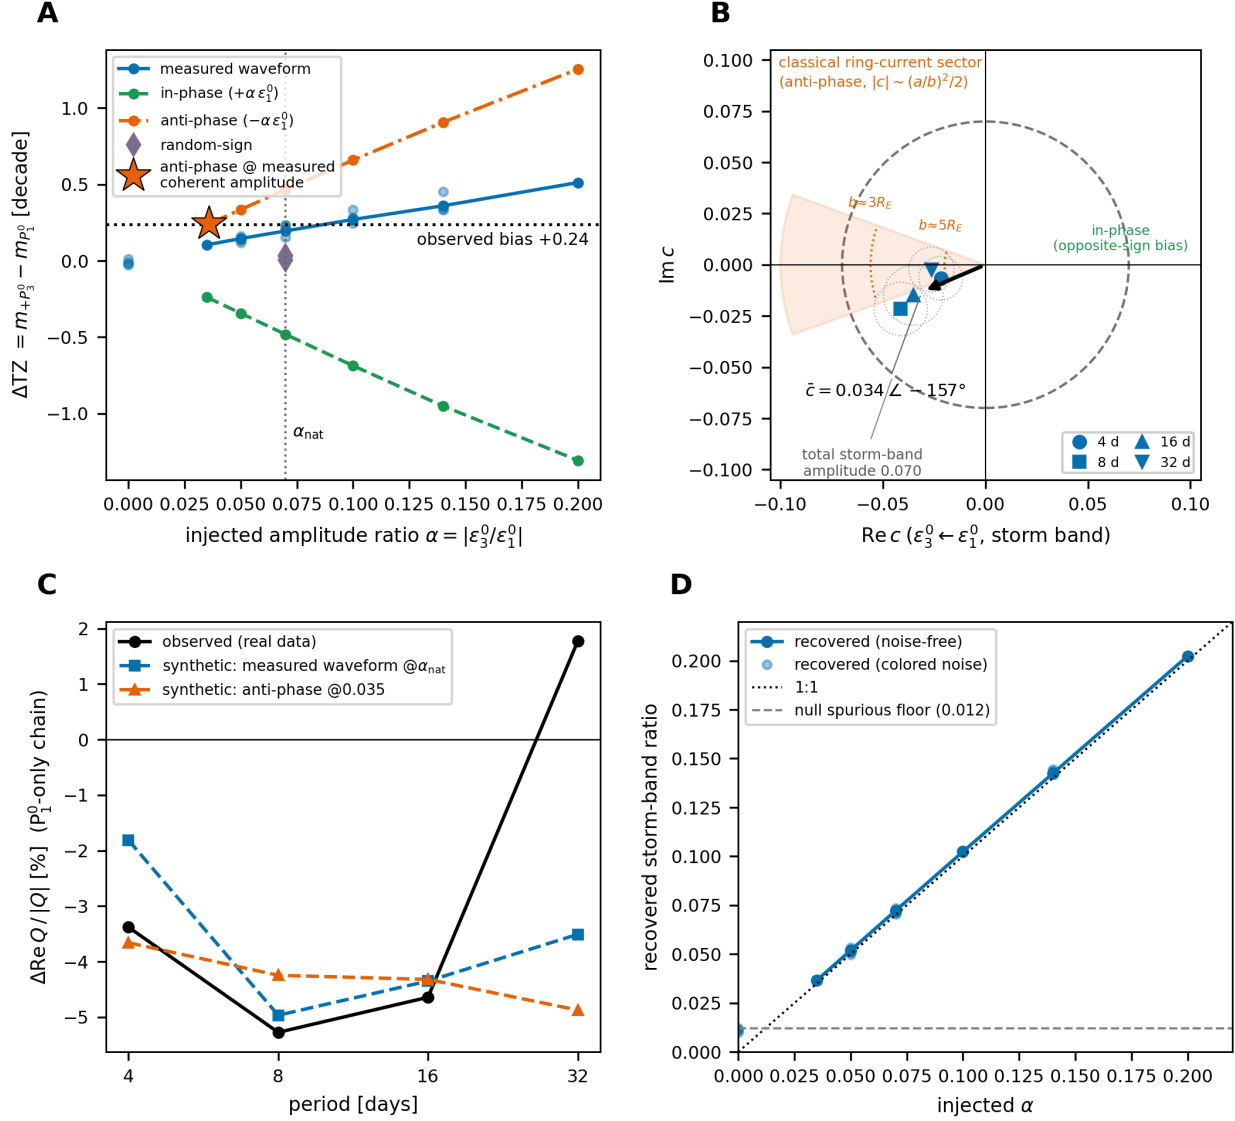 A
measured waveform
in-phase (+α ε₁⁰)
anti-phase (−α ε₁⁰)
random-sign
anti-phase @ measured
coherent amplitude
observed bias +0.24
α_nat
1.0
0.5
0.0
−0.5
−1.0
ΔTZ = m_{+P₃⁰} − m_{P₁⁰} [decade]
0.000 0.025 0.050 0.075 0.100 0.125 0.150 0.175 0.200
injected amplitude ratio α = |ε₃⁰/ε₁⁰|
B
classical ring-current sector
(anti-phase, |c| ~ (a/b)²/2)
b≈3R_E
b≈5R_E
in-phase
(opposite-sign bias)
c̄ = 0.034 ∠ −157°
total storm-band
amplitude 0.070
4 d
8 d
16 d
32 d
0.100
0.075
0.050
0.025
0.000
−0.025
−0.050
−0.075
−0.100
Im c
−0.10 −0.05 0.00 0.05 0.10
Re c (ε₃⁰ ← ε₁⁰, storm band)
C
observed (real data)
synthetic: measured waveform @α_nat
synthetic: anti-phase @0.035
2
1
0
−1
−2
−3
−4
−5
ΔRe Q / |Q| [%] (P₁⁰-only chain)
4 8 16 32
period [days]
D
recovered (noise-free)
recovered (colored noise)
1:1
null spurious floor (0.012)
0.200
0.175
0.150
0.125
0.100
0.075
0.050
0.025
0.000
recovered storm-band ratio
0.000 0.025 0.050 0.075 0.100 0.125 0.150 0.175 0.200
injected α